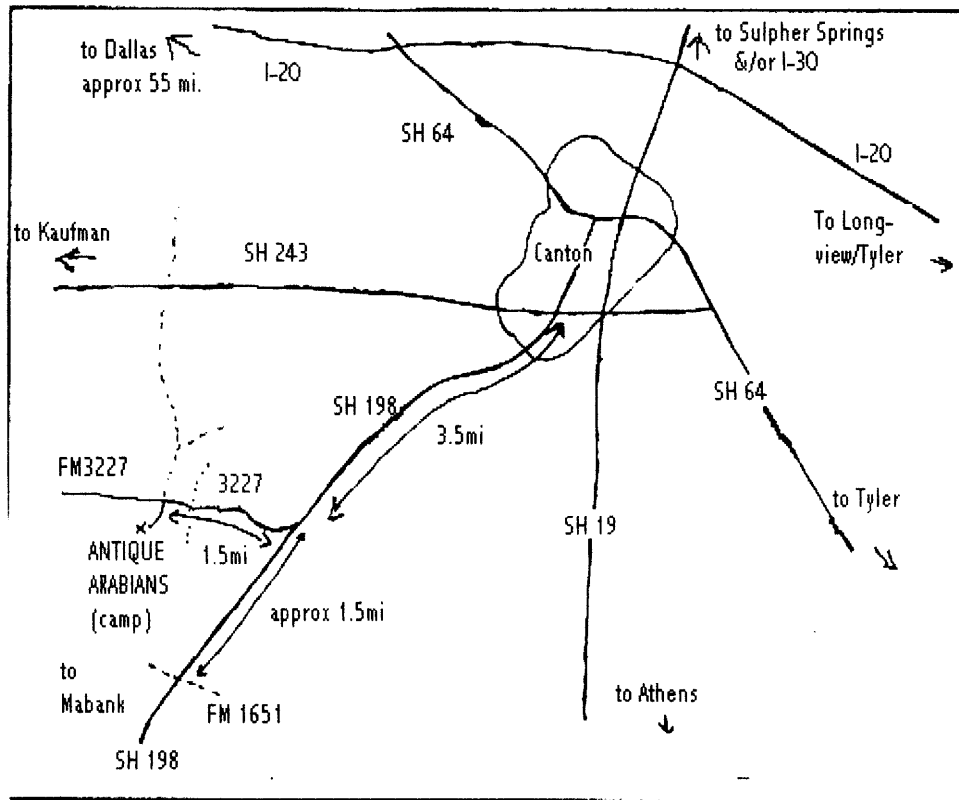 to Dallas
approx 55 mi.
I-20
to Sulpher Springs
&/or I-30
SH 64
I-20
to Kaufman
SH 243
Canton
To Long-
view/Tyler
SH 198
3.5mi
SH 64
FM3227
3227
to Tyler
SH 19
1.5mi
ANTIQUE
ARABIANS
(camp)
approx 1.5mi
to
Mabank
FM 1651
to Athens
SH 198